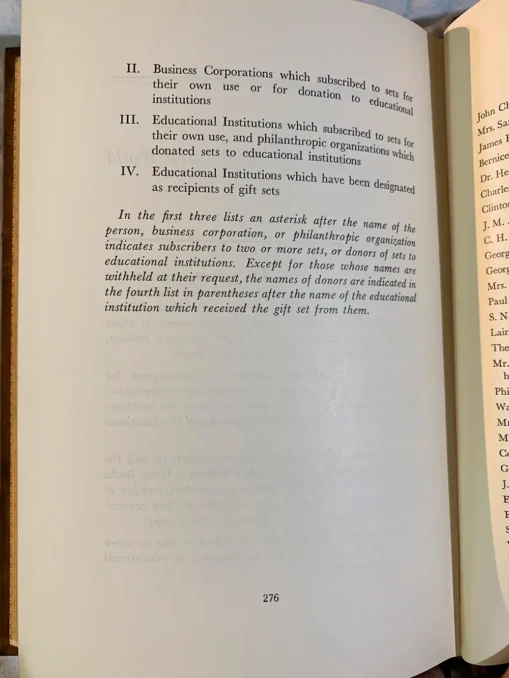 II. Business Corporations which subscribed to sets for
their own use or for donation to educational
institutions
III. Educational Institutions which subscribed to sets for
their own use, and philanthropic organizations which
donated sets to educational institutions
IV. Educational Institutions which have been designated
as recipients of gift sets
In the first three lists an asterisk after the name of the
person, business corporation, or philanthropic organization
indicates subscribers to two or more sets, or donors of sets to
educational institutions. Except for those whose names are
withheld at their request, the names of donors are indicated in
the fourth list in parentheses after the name of the educational
institution which received the gift set from them.
276
John
Mrs.
James
Bernice
Dr.
Charles
Clinton
J. M.
C. H.
Georg
Georg
Mrs.
Paul
S. N.
Lair
The
Mr.
h
Phi
Wa
Mr
M
Co
G
J.
E